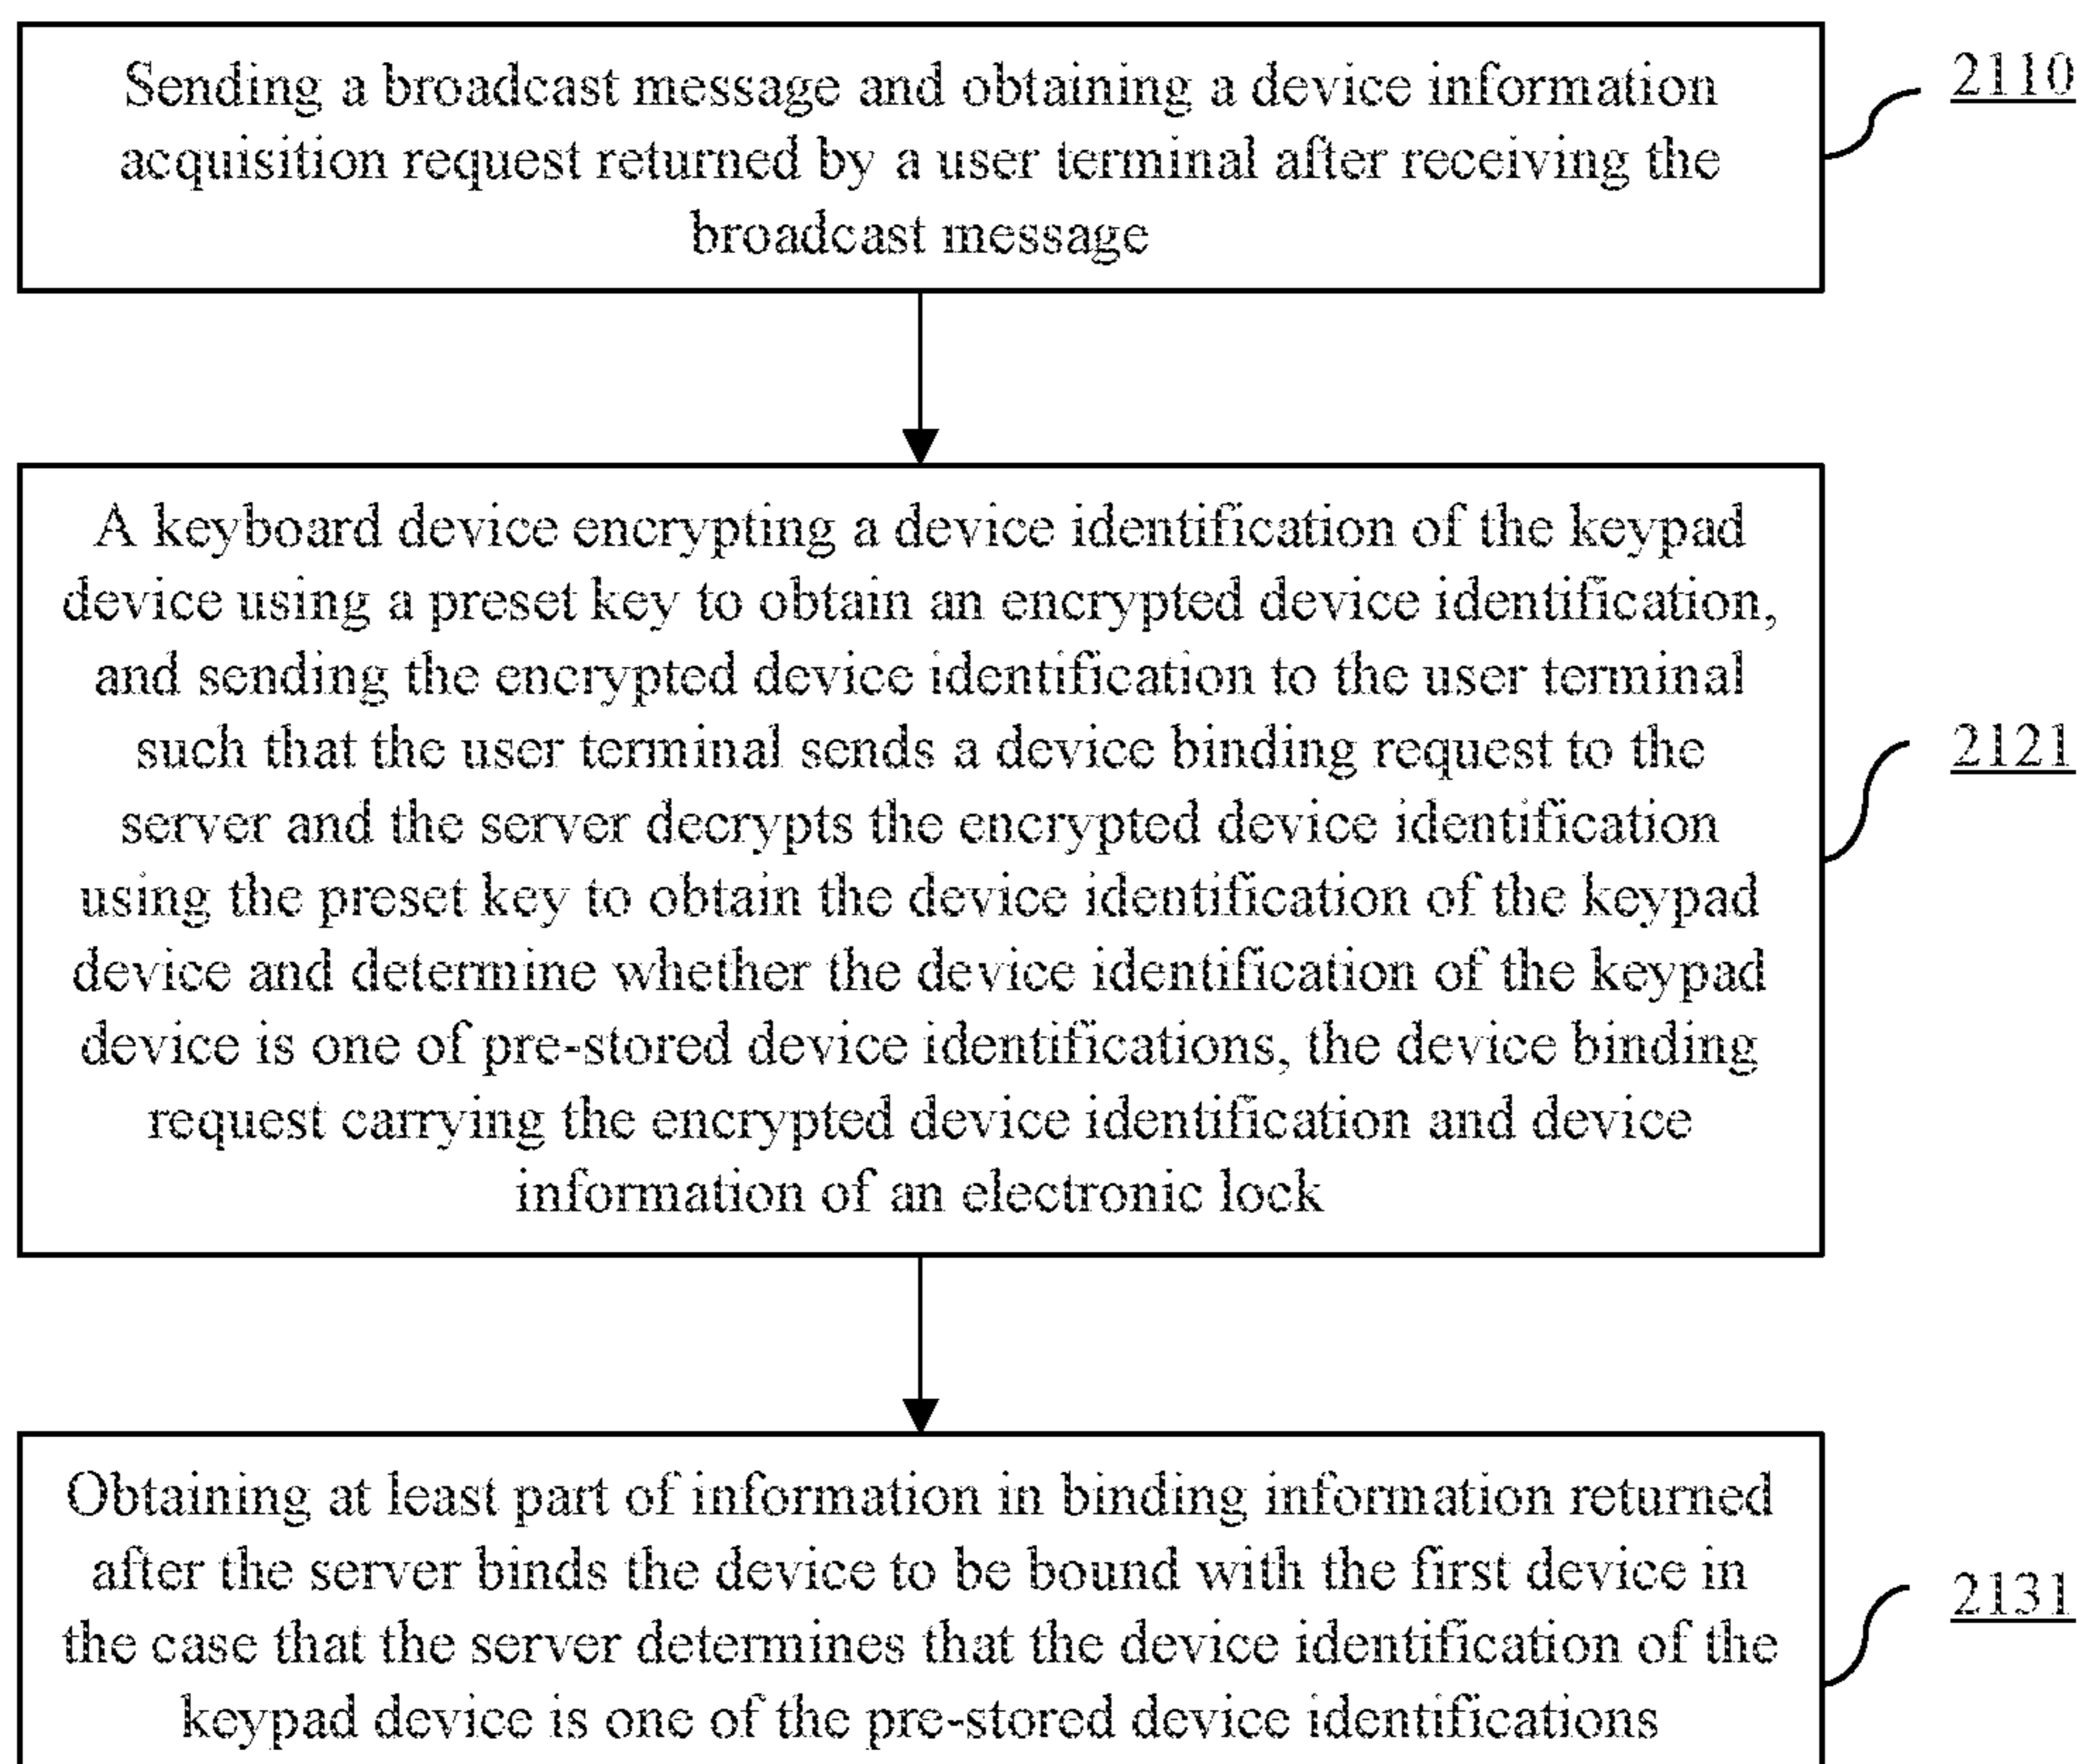 Sending a broadcast message and obtaining a device information
acquisition request returned by a user terminal after receiving the
broadcast message
2110
A keyboard device encrypting a device identification of the keypad
device using a preset key to obtain an encrypted device identification,
and sending the encrypted device identification to the user terminal
such that the user terminal sends a device binding request to the
server and the server decrypts the encrypted device identification
using the preset key to obtain the device identification of the keypad
device and determine whether the device identification of the keypad
device is one of pre-stored device identifications, the device binding
request carrying the encrypted device identification and device
information of an electronic lock
2121
Obtaining at least part of information in binding information returned
after the server binds the device to be bound with the first device in
the case that the server determines that the device identification of the
keypad device is one of the pre-stored device identifications
2131